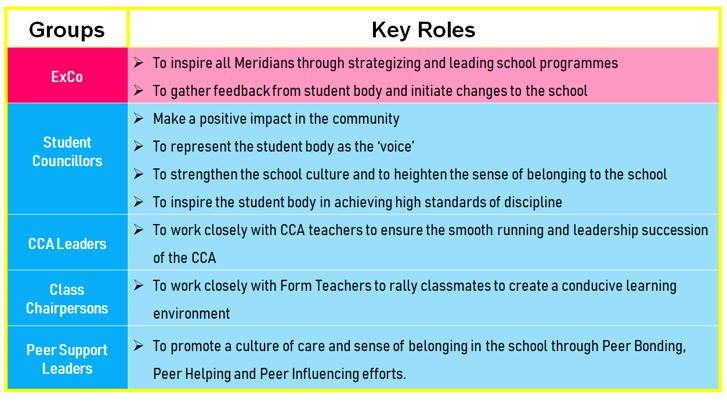 Groups
Key Roles
ExCo
➢ To inspire all Meridians through strategizing and leading school programmes
➢ To gather feedback from student body and initiate changes to the school
Student
Councillors
➢ Make a positive impact in the community
➢ To represent the student body as the ‘voice’
➢ To strengthen the school culture and to heighten the sense of belonging to the school
➢ To inspire the student body in achieving high standards of discipline
CCA Leaders
➢ To work closely with CCA teachers to ensure the smooth running and leadership succession
of the CCA
Class
Chairpersons
➢ To work closely with Form Teachers to rally classmates to create a conducive learning
environment
Peer Support
Leaders
➢ To promote a culture of care and sense of belonging in the school through Peer Bonding,
Peer Helping and Peer Influencing efforts.